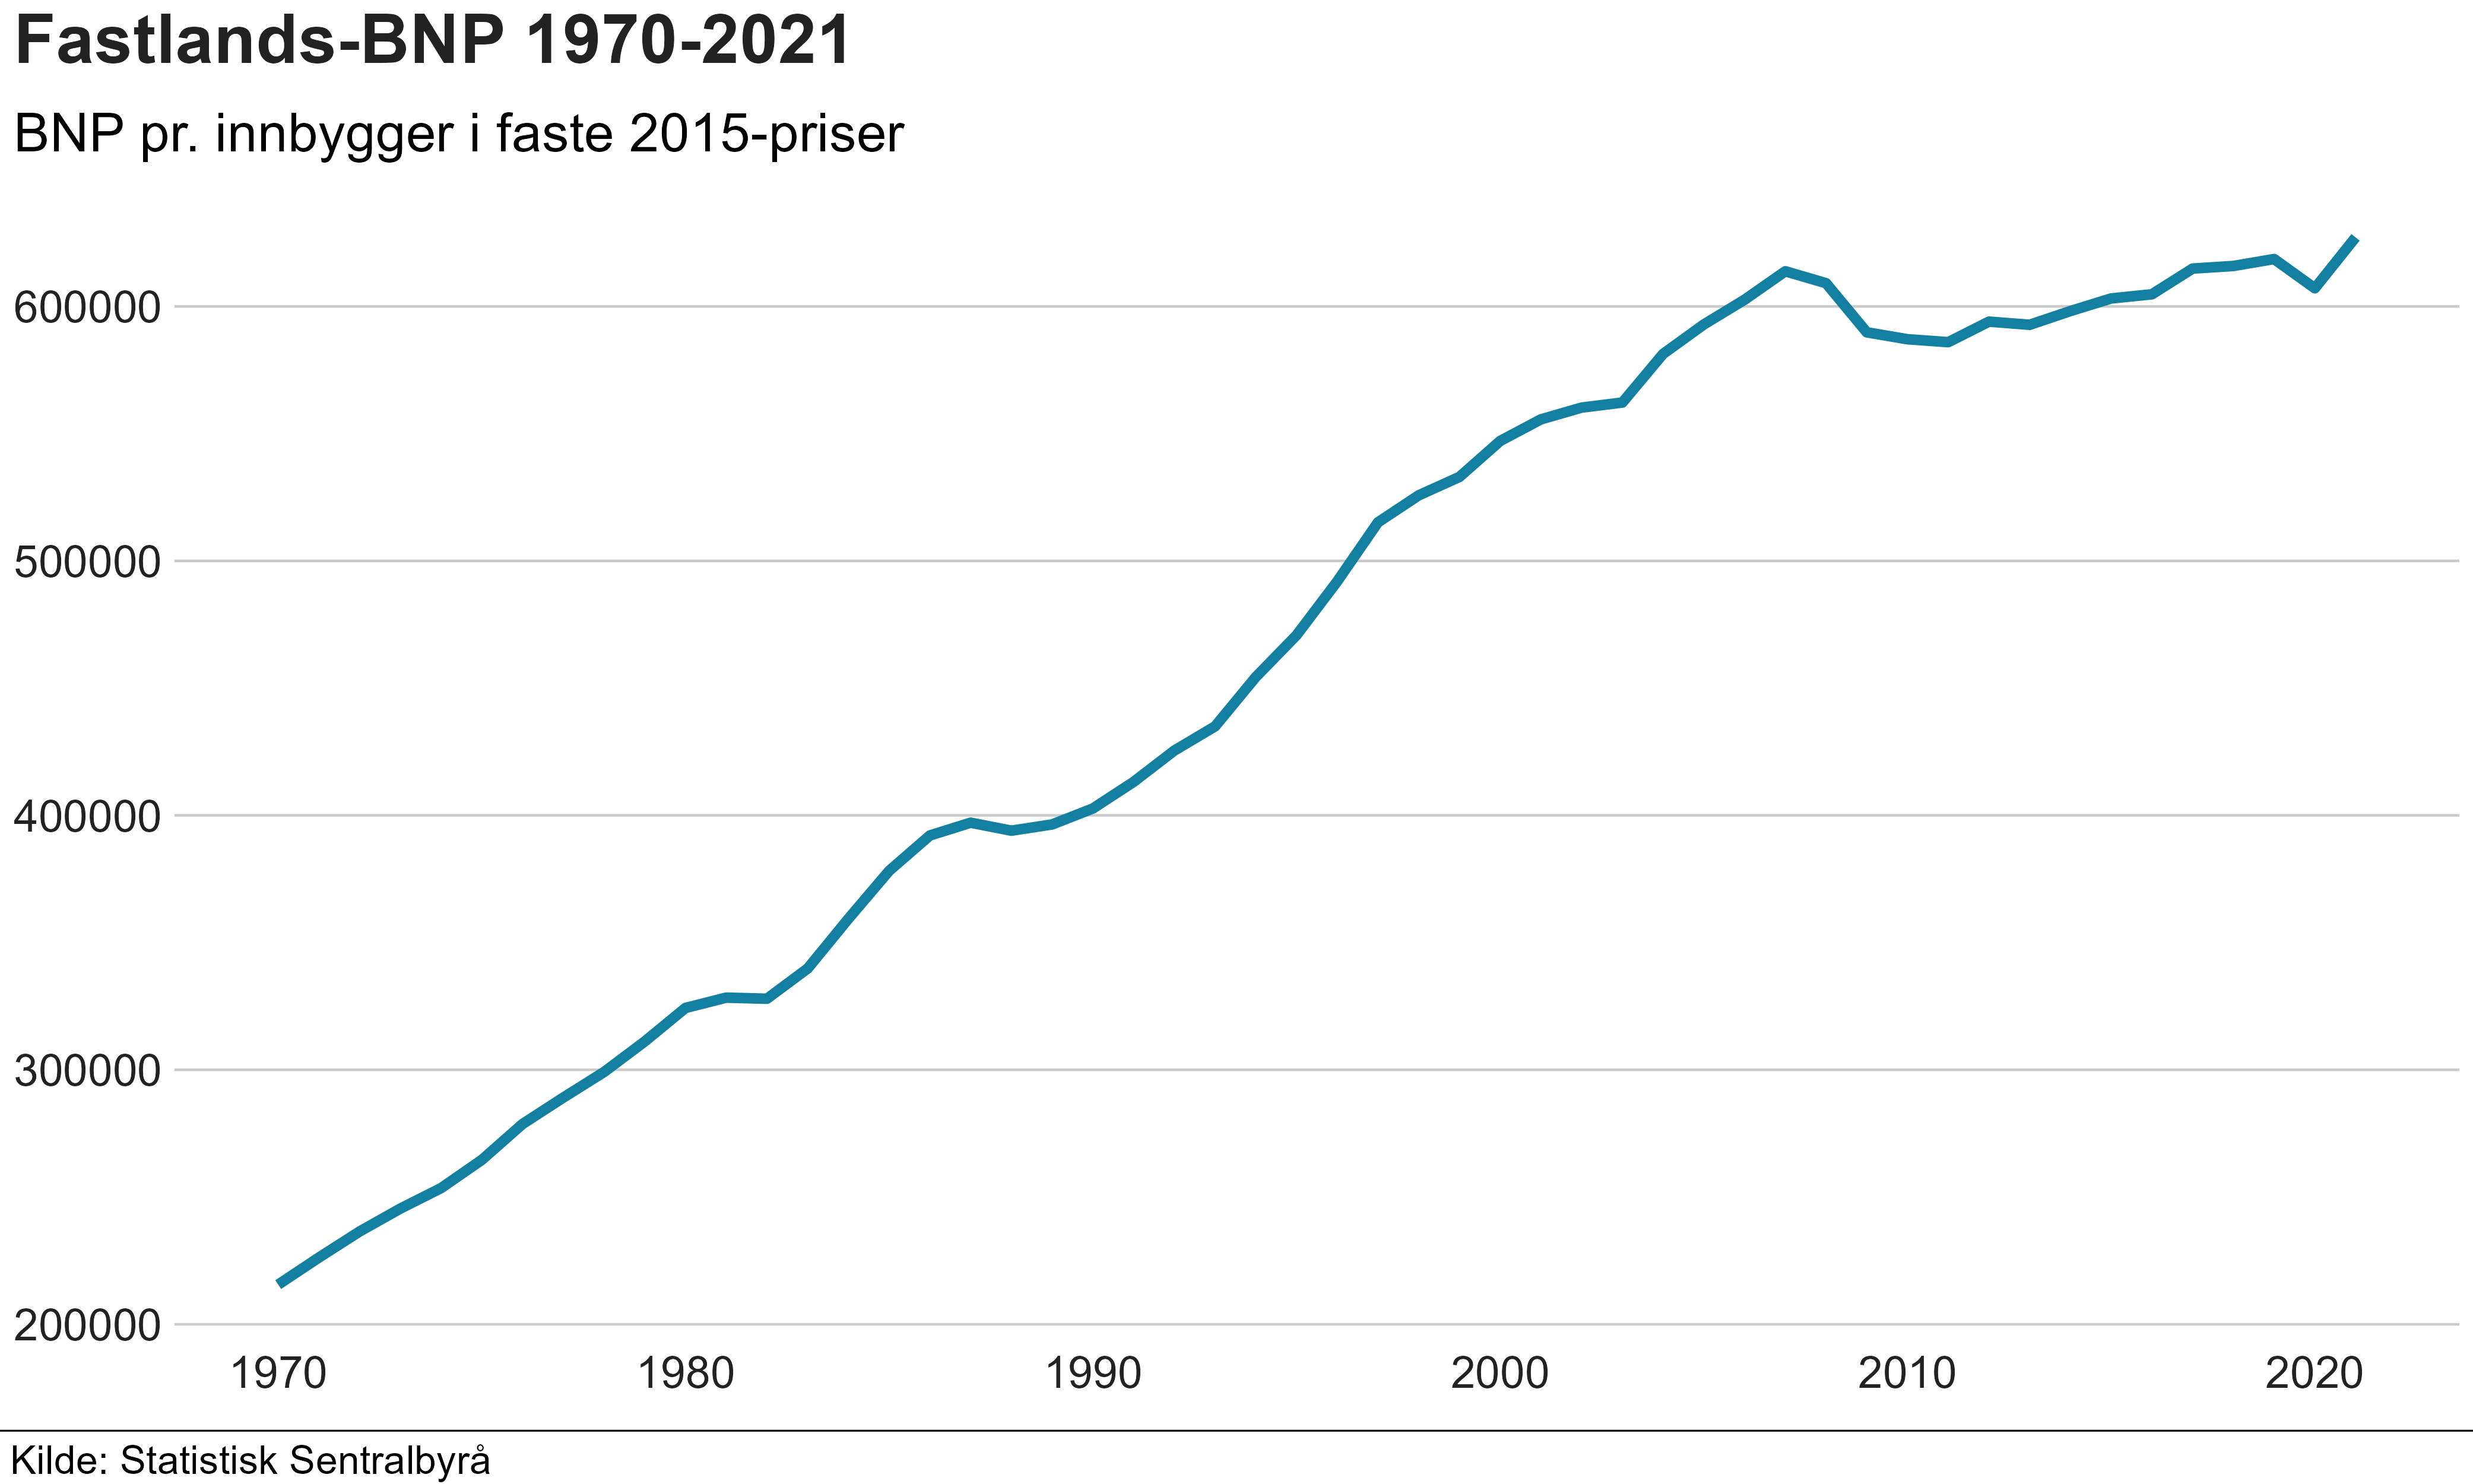 Fastlands-BNP 1970-2021
BNP pr. innbygger i faste 2015-priser
600000
500000
400000
300000
200000
1970 1980 1990 2000 2010 2020
Kilde: Statistisk Sentralbyrå